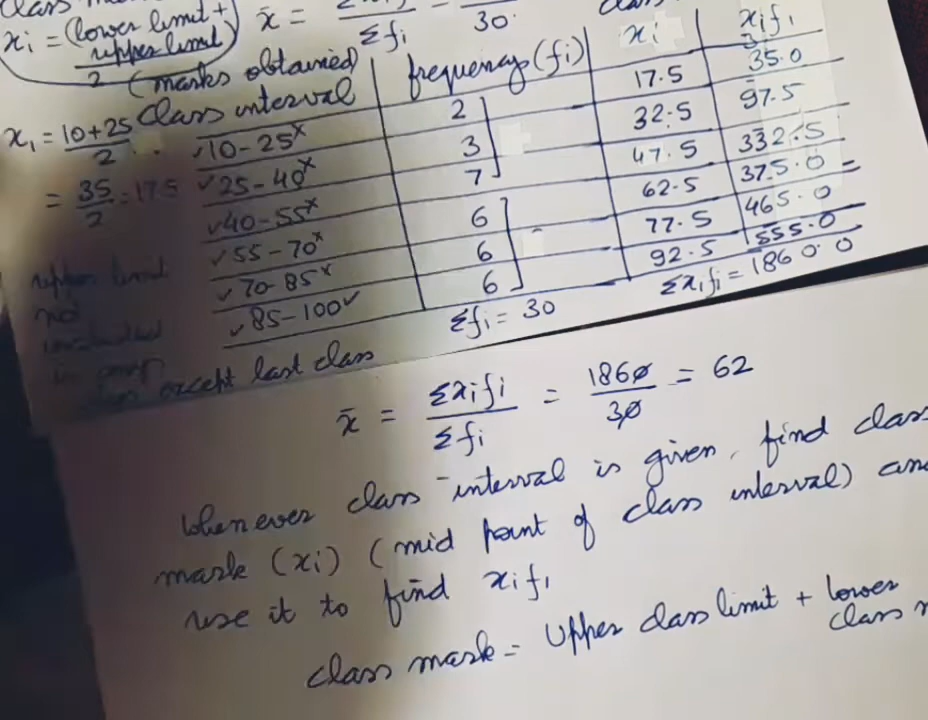 class
xi = (lower limit +
upper limit)
2
x̄ =
Σfi
30
(marks obtained)
Class interval
frequency (fi)
xi
xifi
x₁ = 10+25
2
= 35/2 = 17.5
10-25 2 17.5 35.0
25-40 3 32.5 97.5
40-55 7 47.5 332.5
55-70 6 62.5 375.0
70-85 6 77.5 465.0
85-100 6 92.5 555.0
Σfi = 30
Σxifi = 1860.0
upper limit
not
included
in
except last class
x̄ = Σxifi / Σfi = 1860 / 30 = 62
Whenever class-interval is given, find class
mark (xi) (mid point of class interval) and
use it to find xifi
class mark = Upper class limit + lower
class